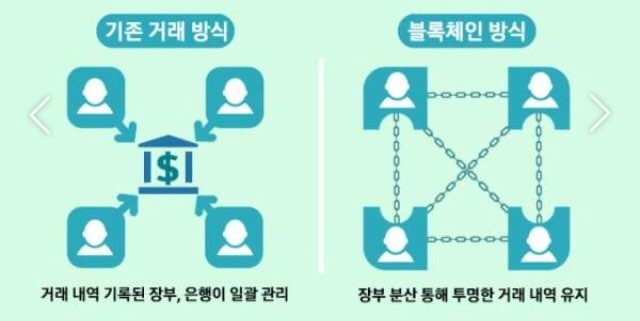 기존 거래 방식
블록체인 방식
$
거래 내역 기록된 장부, 은행이 일괄 관리
장부 분산 통해 투명한 거래 내역 유지